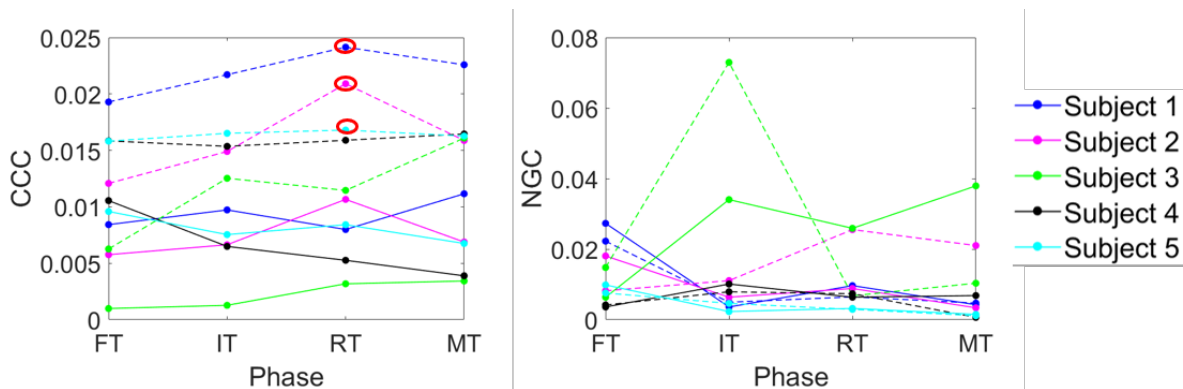 0.025
0.02
0.015
0.01
0.005
0
CCC
FT IT RT MT
Phase
0.08
0.06
0.04
0.02
0
NGC
FT IT RT MT
Phase
Subject 1
Subject 2
Subject 3
Subject 4
Subject 5